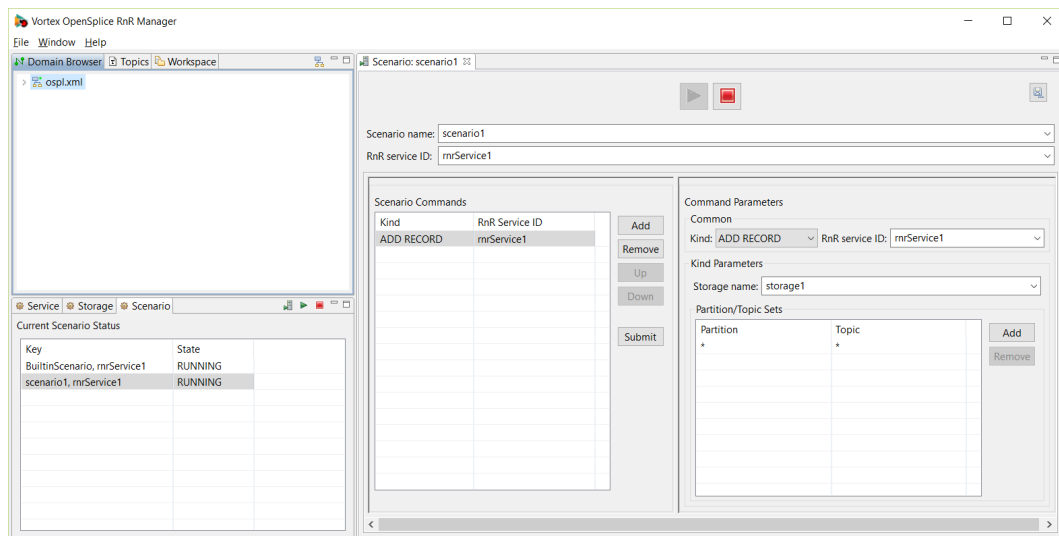 Vortex OpenSplice RnR Manager
File Window Help
Domain Browser Topics Workspace
ospl.xml
Service Storage Scenario
Current Scenario Status
Key State
BuiltinScenario, rnrService1 RUNNING
scenario1, rnrService1 RUNNING
Scenario: scenario1
Scenario name: scenario1
RnR service ID: rnrService1
Scenario Commands
Kind RnR Service ID
ADD RECORD rnrService1
Add
Remove
Up
Down
Submit
Command Parameters
Common
Kind: ADD RECORD RnR service ID: rnrService1
Kind Parameters
Storage name: storage1
Partition/Topic Sets
Partition Topic
* *
Add
Remove